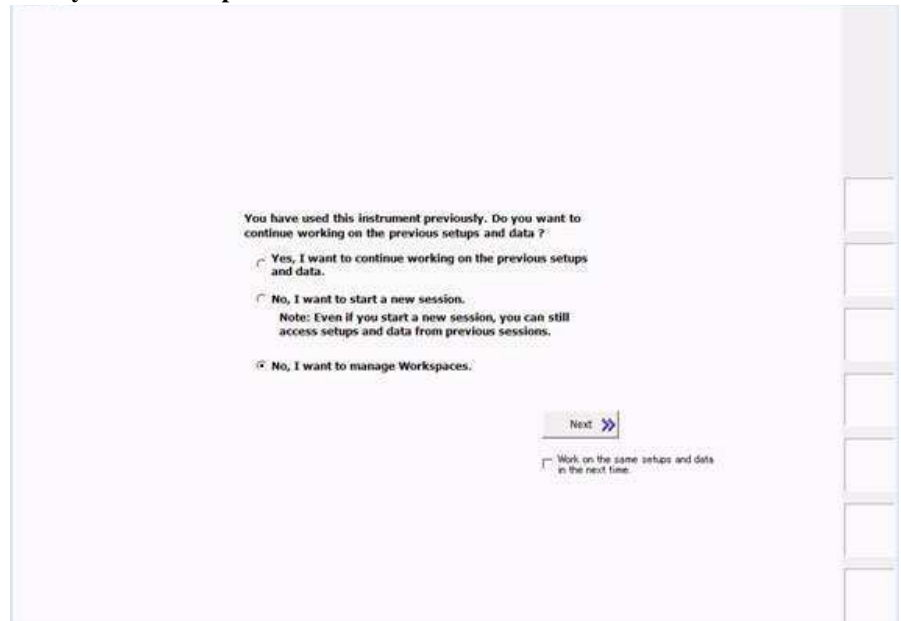 You have used this instrument previously. Do you want to
continue working on the previous setups and data ?
Yes, I want to continue working on the previous setups
and data.
No, I want to start a new session.
Note: Even if you start a new session, you can still
access setups and data from previous sessions.
No, I want to manage Workspaces.
Next
Work on the same setups and data
in the next time.